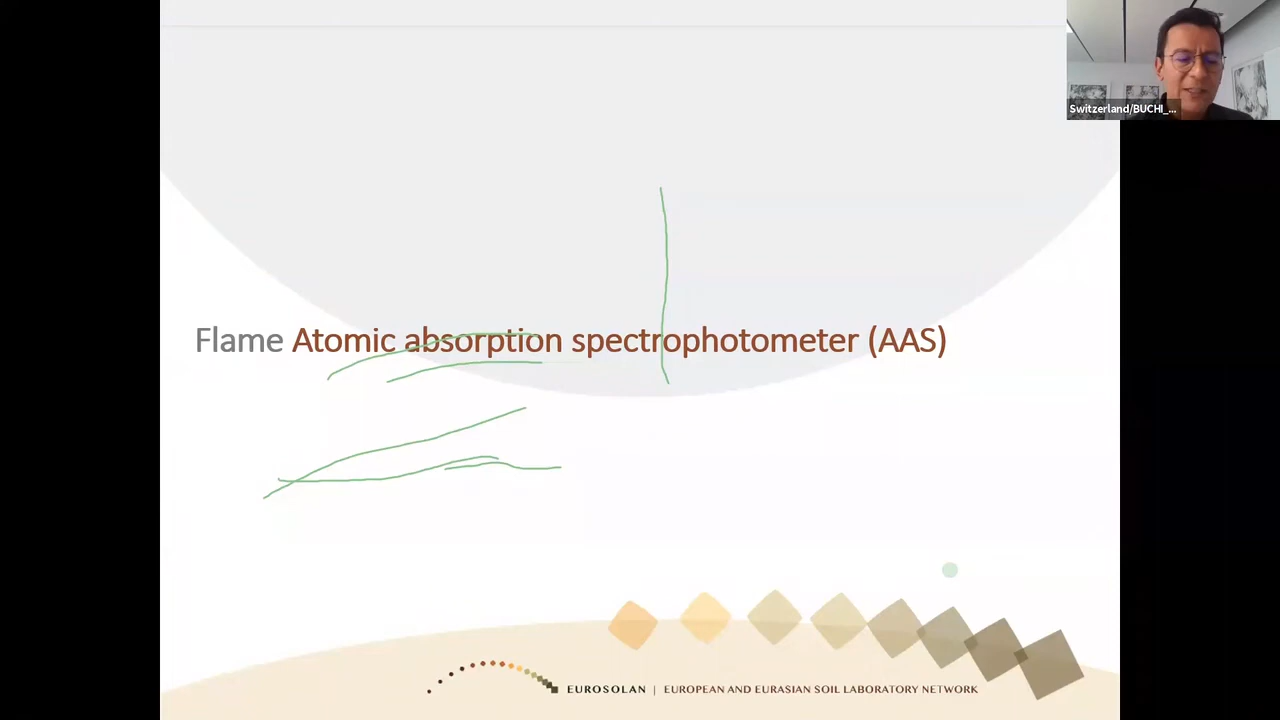 Switzerland/BUCHI_...
Flame Atomic absorption spectrophotometer (AAS)
EUROSOLAN | EUROPEAN AND EURASIAN SOIL LABORATORY NETWORK